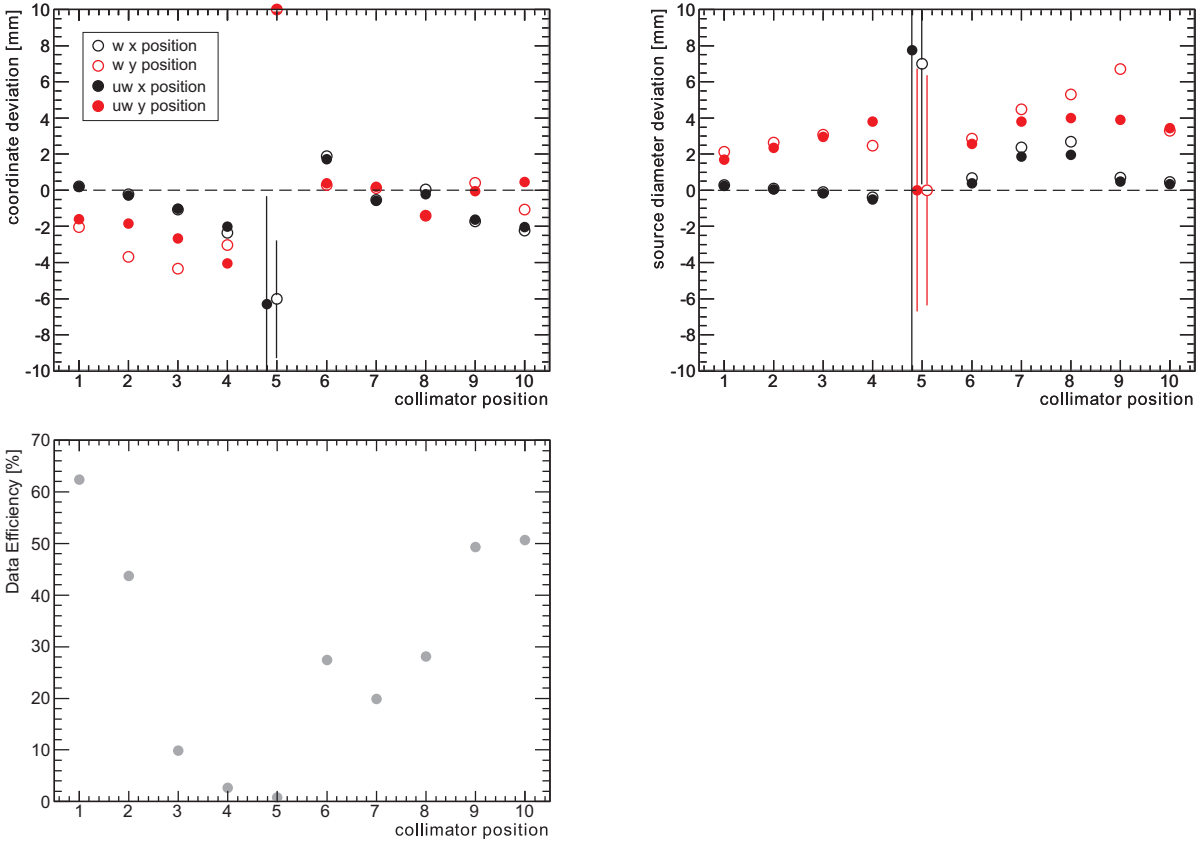 coordinate deviation [mm]
10
8
6
4
2
0
-2
-4
-6
-8
-10
w x position
w y position
uw x position
uw y position
1 2 3 4 5 6 7 8 9 10
collimator position
source diameter deviation [mm]
10
8
6
4
2
0
-2
-4
-6
-8
-10
1 2 3 4 5 6 7 8 9 10
collimator position
Data Efficiency [%]
70
60
50
40
30
20
10
0
1 2 3 4 5 6 7 8 9 10
collimator position